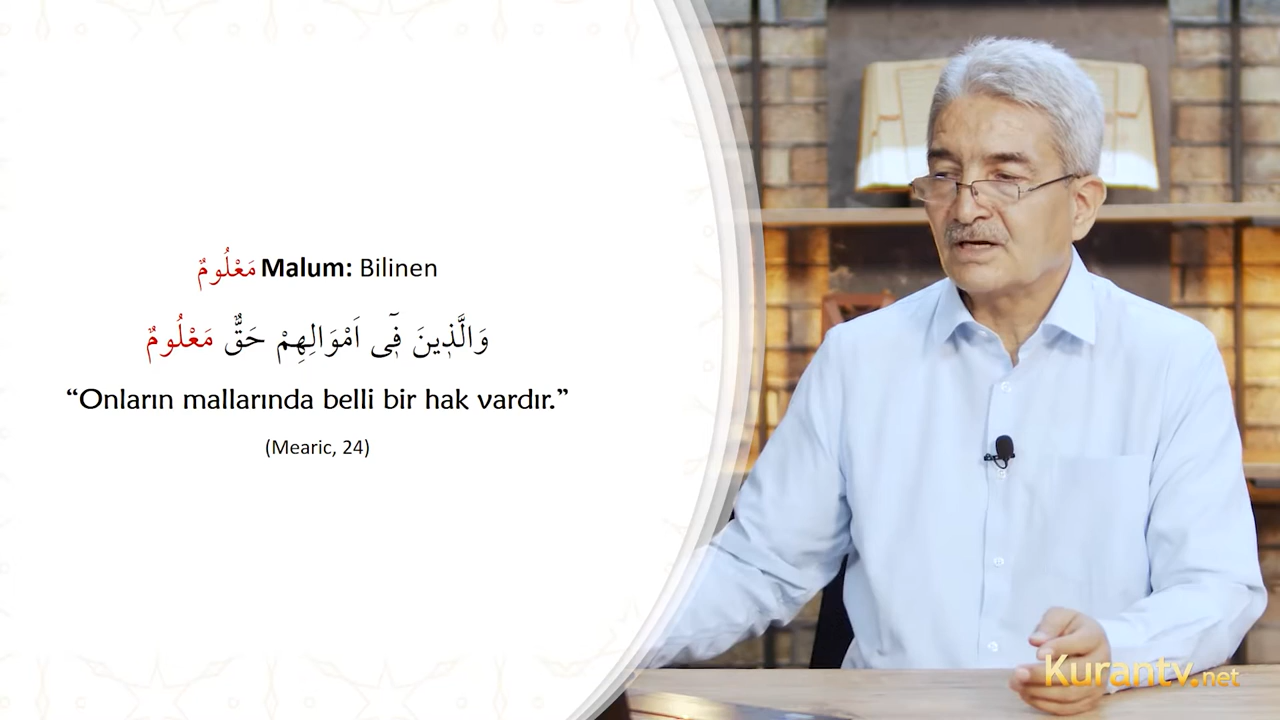 مَعْلُومٌ Malum: Bilinen
وَالَّذ۪ينَ ف۪ٓى اَمْوَالِهِمْ حَقٌّ مَعْلُومٌ
“Onların mallarında belli bir hak vardır.”
(Mearic, 24)
Kurantv.net